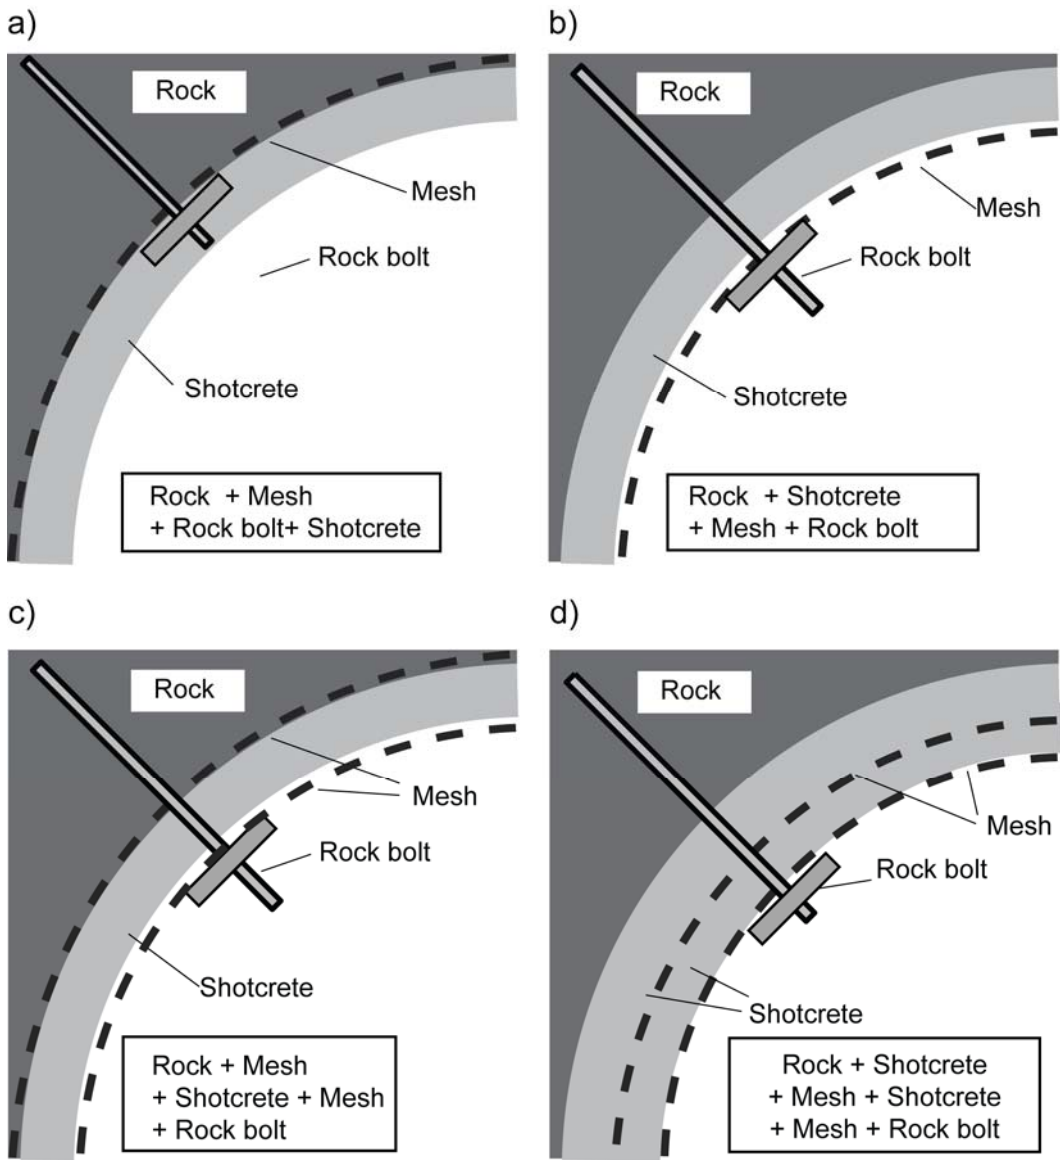 a)
Rock
Mesh
Rock bolt
Shotcrete
Rock + Mesh
+ Rock bolt+ Shotcrete
b)
Rock
Mesh
Rock bolt
Shotcrete
Rock + Shotcrete
+ Mesh + Rock bolt
c)
Rock
Mesh
Rock bolt
Shotcrete
Rock + Mesh
+ Shotcrete + Mesh
+ Rock bolt
d)
Rock
Mesh
Rock bolt
Shotcrete
Rock + Shotcrete
+ Mesh + Shotcrete
+ Mesh + Rock bolt